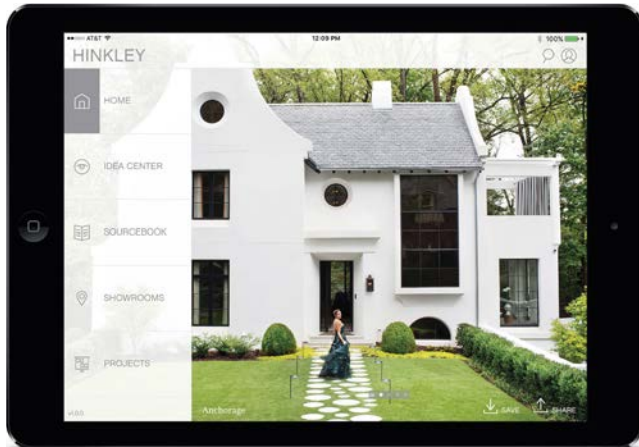 AT&T
12:09 PM
100%
HINKLEY
HOME
IDEA CENTER
SOURCEBOOK
SHOWROOMS
PROJECTS
Anchorage
SAVE
SHARE